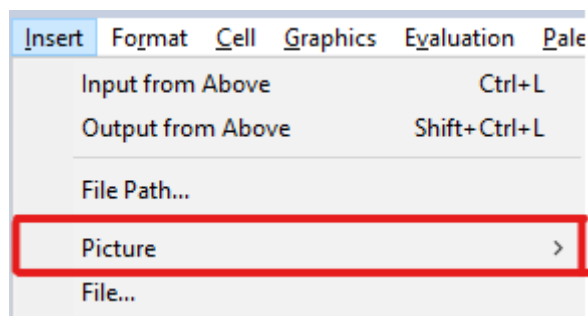 Insert Format Cell Graphics Evaluation Pale
Input from Above Ctrl+L
Output from Above Shift+Ctrl+L
File Path...
Picture >
File...